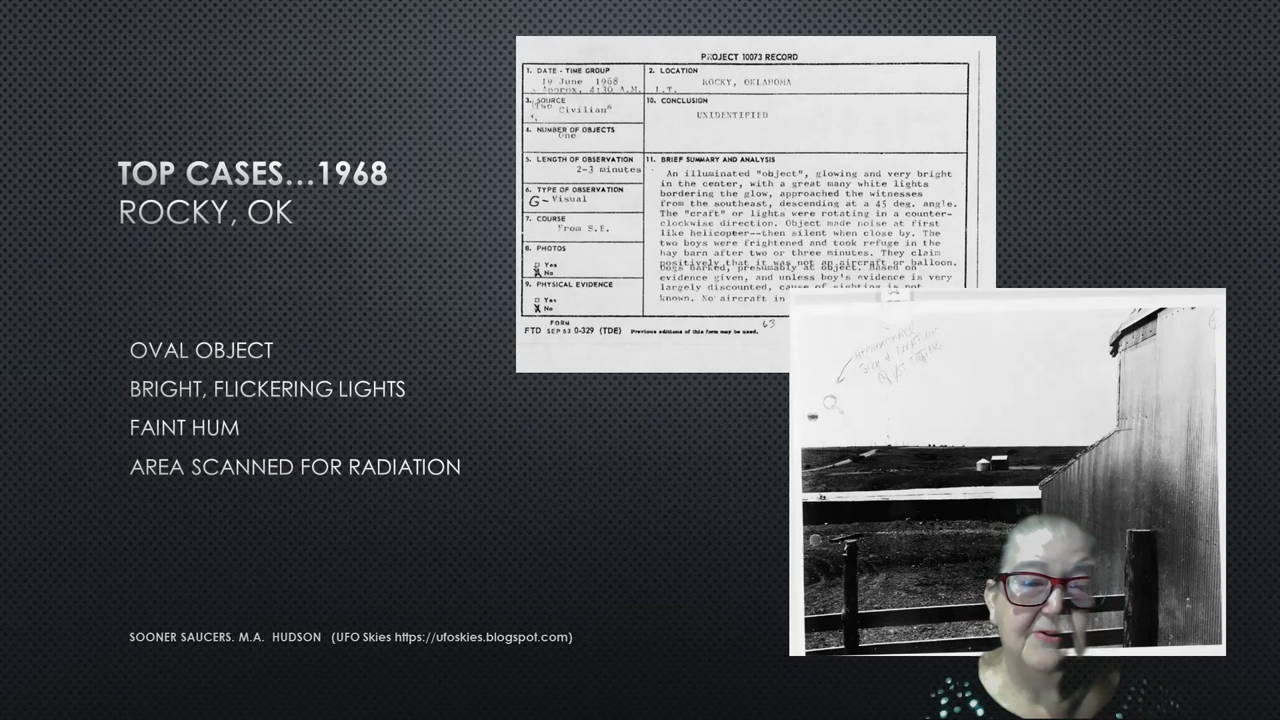 TOP CASES...1968
ROCKY, OK
OVAL OBJECT
BRIGHT, FLICKERING LIGHTS
FAINT HUM
AREA SCANNED FOR RADIATION
SOONER SAUCERS. M.A. HUDSON (UFO Skies https://ufoskies.blogspot.com)
PROJECT 10073 RECORD
1. DATE - TIME GROUP
19 June 1968
Approx. 4:30 A.M.
2. LOCATION
ROCKY, OKLAHOMA
3. SOURCE
Two Civilians
10. CONCLUSION
UNIDENTIFIED
4. NUMBER OF OBJECTS
One
5. LENGTH OF OBSERVATION
2-3 minutes
6. TYPE OF OBSERVATION
G- Visual
7. COURSE
From S.E.
8. PHOTOS
Yes
No
9. PHYSICAL EVIDENCE
Yes
No
11. BRIEF SUMMARY AND ANALYSIS
An illuminated "object", glowing and very bright
in the center, with a great many white lights
bordering the glow, approached the witnesses
from the southeast, descending at a 45 deg. angle.
The "craft" or lights were rotating in a counter-
clockwise direction. Object made noise at first
like helicopter--then silent when close by. The
two boys were frightened and took refuge in the
hay barn after two or three minutes. They claim
positively that it was not an aircraft or balloon.
Dogs barked, presumably at object. Based on
evidence given, and unless boy's evidence is very
largely discounted, cause of sighting is not
known. No aircraft in
FORM
FTD SEP 63 0-329 (TDE) Previous editions of this form may be used.
63
APPROXIMATE
SIZE &